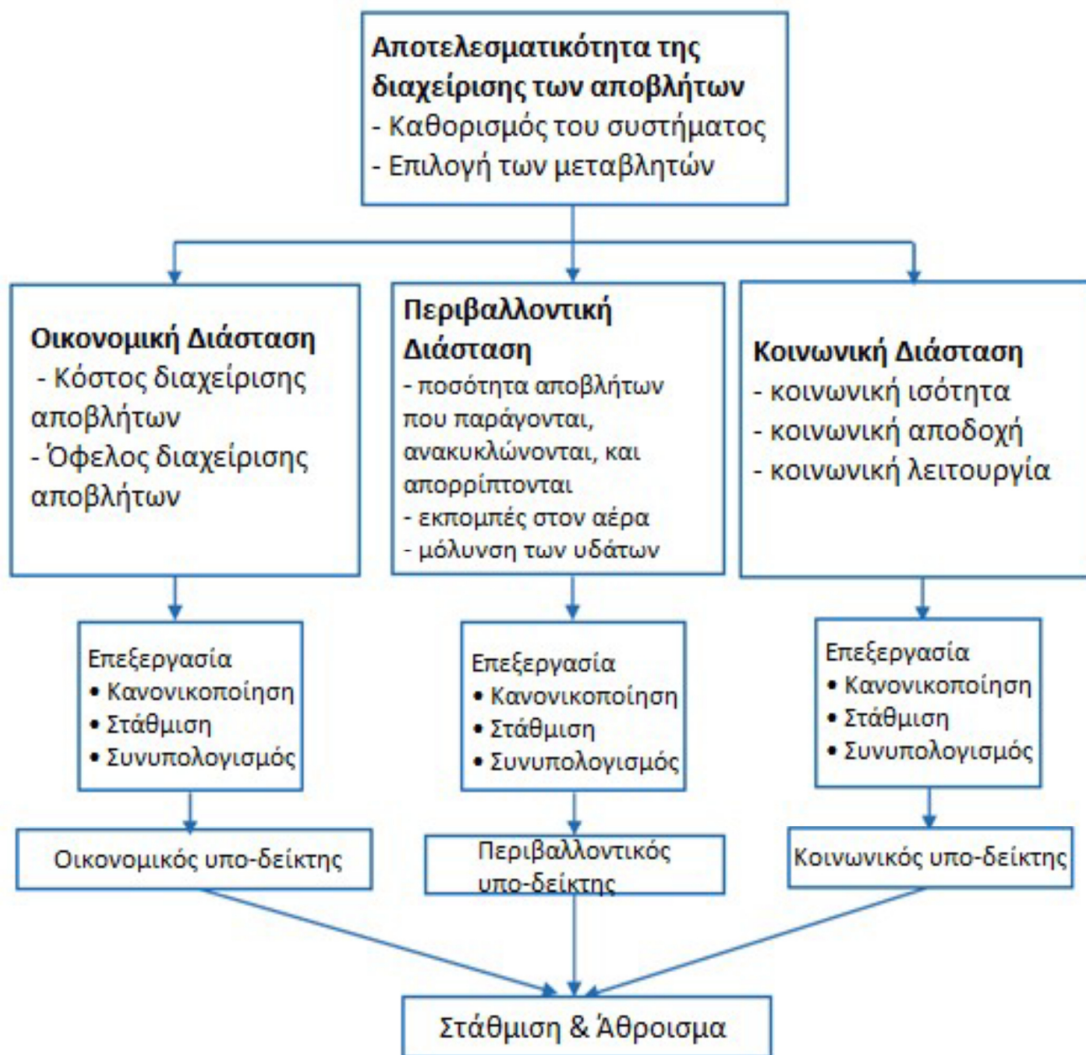 Αποτελεσματικότητα της
διαχείρισης των αποβλήτων
- Καθορισμός του συστήματος
- Επιλογή των μεταβλητών
Οικονομική Διάσταση
- Κόστος διαχείρισης
αποβλήτων
- Όφελος διαχείρισης
αποβλήτων
Περιβαλλοντική
Διάσταση
- ποσότητα αποβλήτων
που παράγονται,
ανακυκλώνονται, και
απορρίπτονται
- εκπομπές στον αέρα
- μόλυνση των υδάτων
Κοινωνική Διάσταση
- κοινωνική ισότητα
- κοινωνική αποδοχή
- κοινωνική λειτουργία
Επεξεργασία
• Κανονικοποίηση
• Στάθμιση
• Συνυπολογισμός
Επεξεργασία
• Κανονικοποίηση
• Στάθμιση
• Συνυπολογισμός
Επεξεργασία
• Κανονικοποίηση
• Στάθμιση
• Συνυπολογισμός
Οικονομικός υπο-δείκτης
Περιβαλλοντικός
υπο-δείκτης
Κοινωνικός υπο-δείκτης
Στάθμιση & Άθροισμα